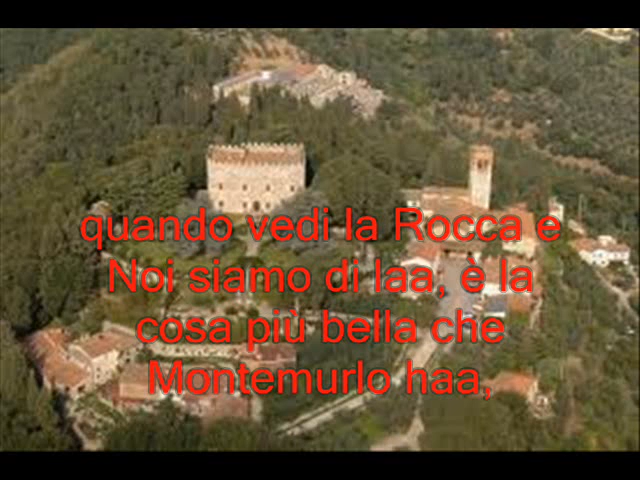 quando vedi la Rocca e
Noi siamo di laa, è la
cosa più bella che
Montemurlo haa,